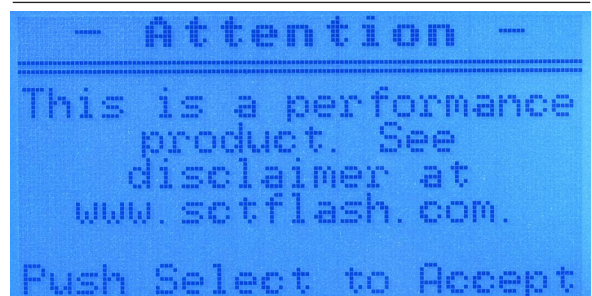 - Attention -
This is a performance
product. See
disclaimer at
www.sctflash.com.
Push Select to Accept